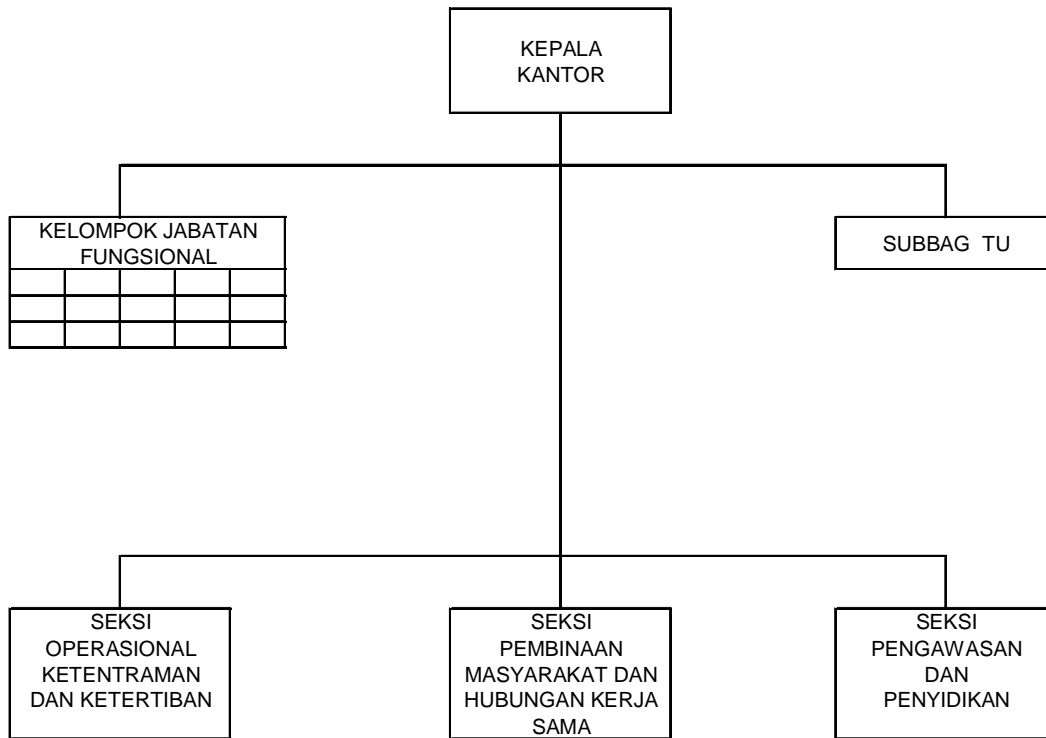 KEPALA
KANTOR
KELOMPOK JABATAN
FUNGSIONAL
SUBBAG TU
SEKSI
OPERASIONAL
KETENTRAMAN
DAN KETERTIBAN
SEKSI
PEMBINAAN
MASYARAKAT DAN
HUBUNGAN KERJA
SAMA
SEKSI
PENGAWASAN
DAN
PENYIDIKAN